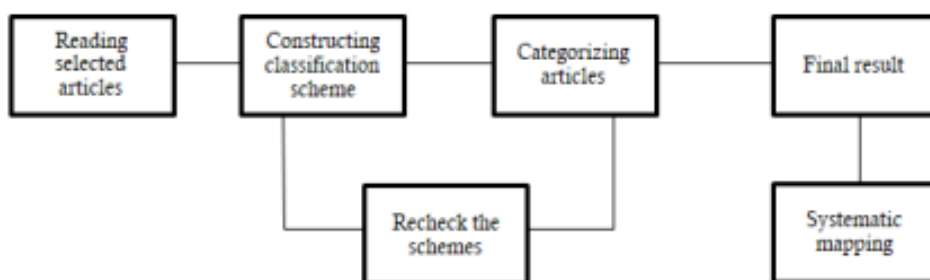 Reading
selected
articles
Constructing
classification
scheme
Categorizing
articles
Final result
Recheck the
schemes
Systematic
mapping